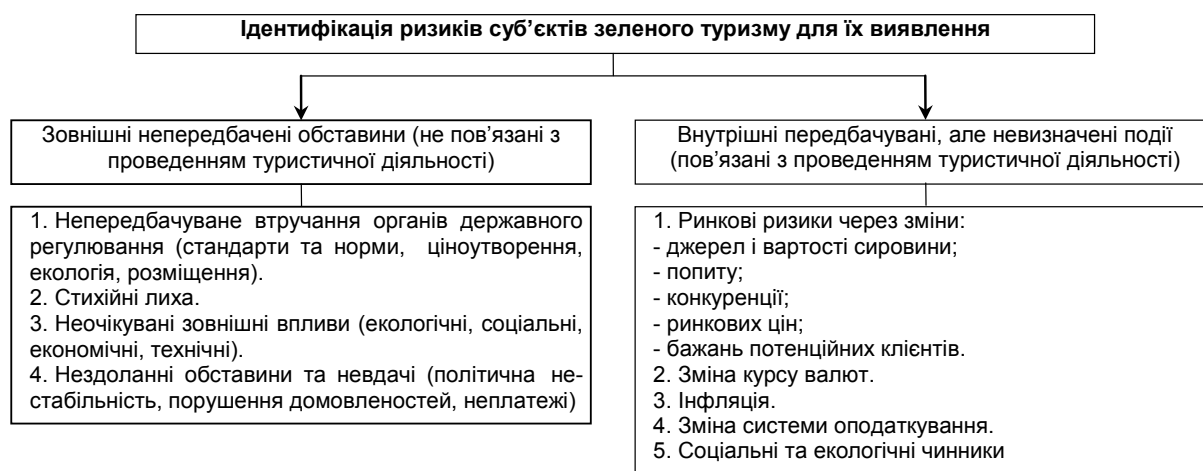 Ідентифікація ризиків суб’єктів зеленого туризму для їх виявлення
Зовнішні непередбачені обставини (не пов’язані з
проведенням туристичної діяльності)
Внутрішні передбачувані, але невизначені події
(пов’язані з проведенням туристичної діяльності)
1. Непередбачуване втручання органів державного
регулювання (стандарти та норми, ціноутворення,
екологія, розміщення).
2. Стихійні лиха.
3. Неочікувані зовнішні впливи (екологічні, соціальні,
економічні, технічні).
4. Нездоланні обставини та невдачі (політична не-
стабільність, порушення домовленостей, неплатежі)
1. Ринкові ризики через зміни:
- джерел і вартості сировини;
- попиту;
- конкуренції;
- ринкових цін;
- бажань потенційних клієнтів.
2. Зміна курсу валют.
3. Інфляція.
4. Зміна системи оподаткування.
5. Соціальні та екологічні чинники